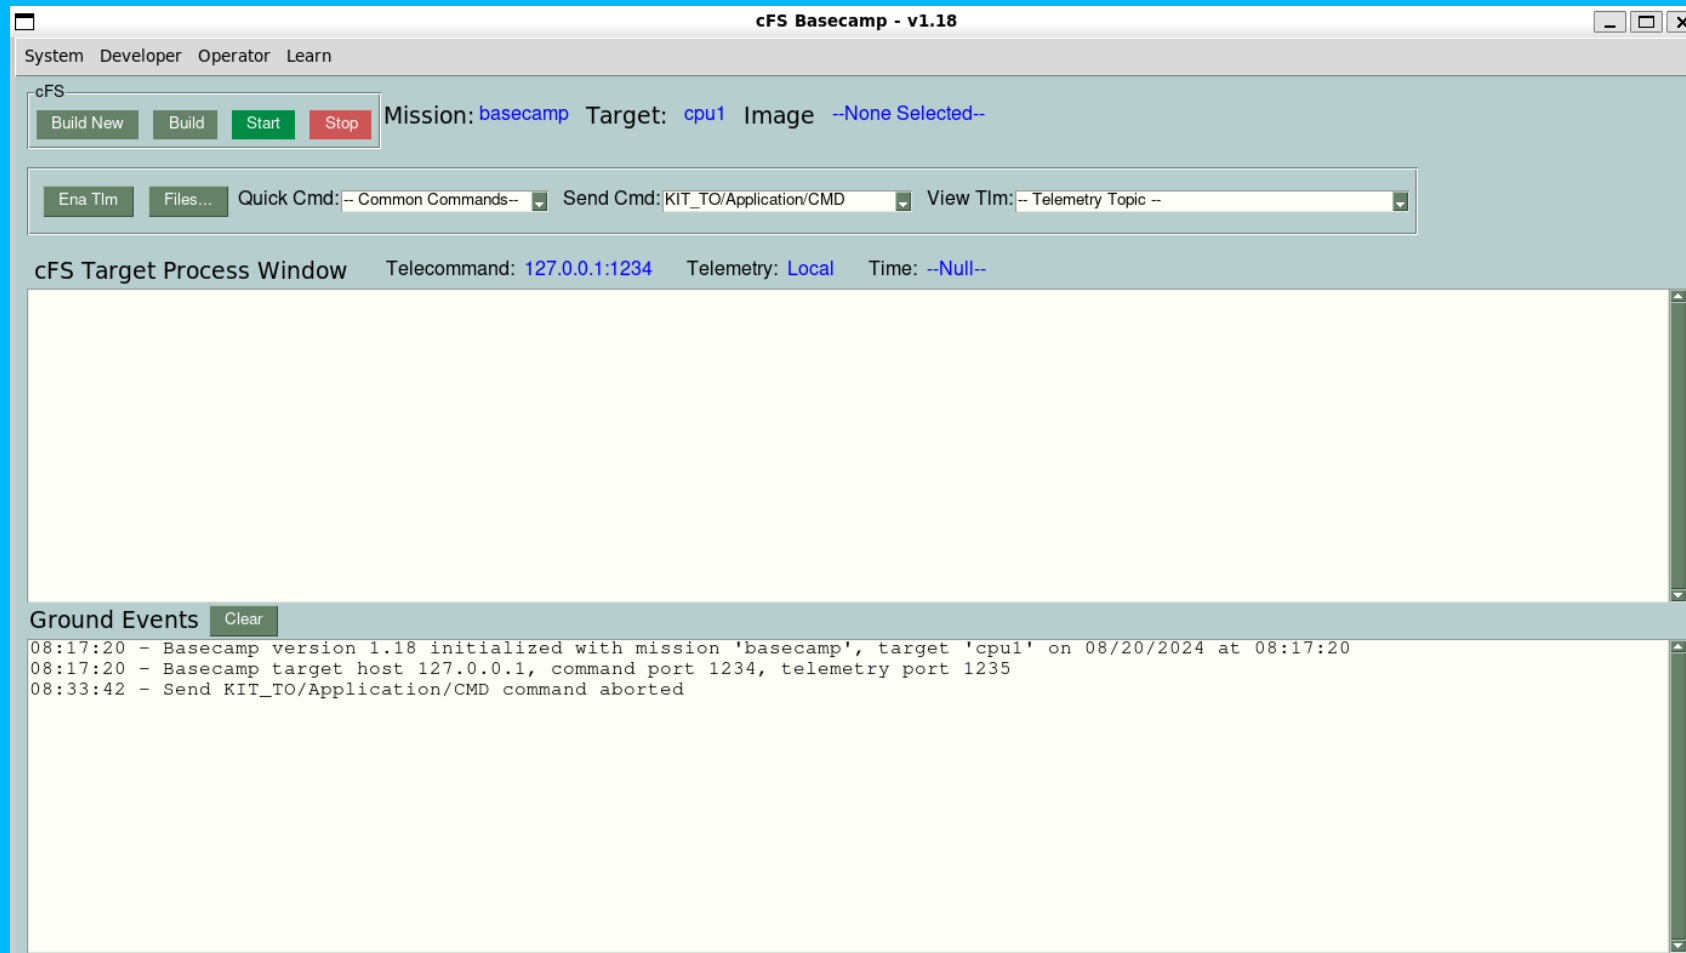 cFS Basecamp - v1.18
System Developer Operator Learn
cFS
Build New Build Start Stop Mission: basecamp Target: cpu1 Image --None Selected--
Ena Tlm Files... Quick Cmd: -- Common Commands-- Send Cmd: KIT_TO/Application/CMD View Tlm: -- Telemetry Topic --
cFS Target Process Window Telecommand: 127.0.0.1:1234 Telemetry: Local Time: --Null--
Ground Events Clear
08:17:20 - Basecamp version 1.18 initialized with mission 'basecamp', target 'cpu1' on 08/20/2024 at 08:17:20
08:17:20 - Basecamp target host 127.0.0.1, command port 1234, telemetry port 1235
08:33:42 - Send KIT_TO/Application/CMD command aborted